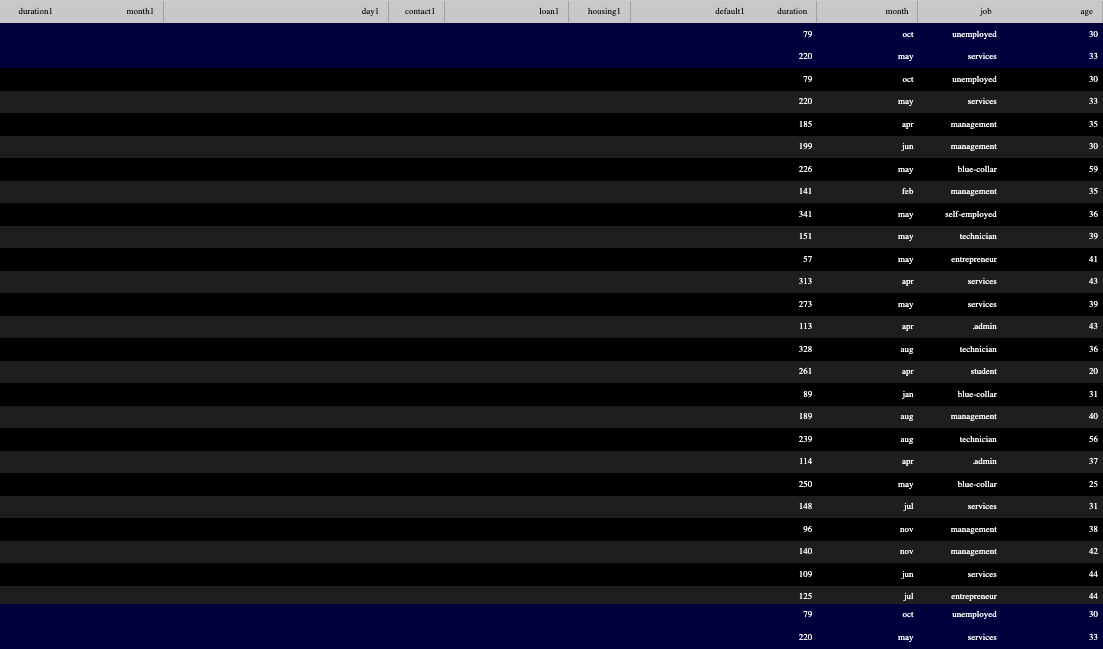 duration1 month1 day1 contact1 loan1 housing1 default1 duration month job age
79 oct unemployed 30
220 may services 33
79 oct unemployed 30
220 may services 33
185 apr management 35
199 jun management 30
226 may blue-collar 59
141 feb management 35
341 may self-employed 36
151 may technician 39
57 may entrepreneur 41
313 apr services 43
273 may services 39
113 apr .admin 43
328 aug technician 36
261 apr student 20
89 jan blue-collar 31
189 aug management 40
239 aug technician 56
114 apr .admin 37
250 may blue-collar 25
148 jul services 31
96 nov management 38
140 nov management 42
109 jun services 44
125 jul entrepreneur 44
79 oct unemployed 30
220 may services 33